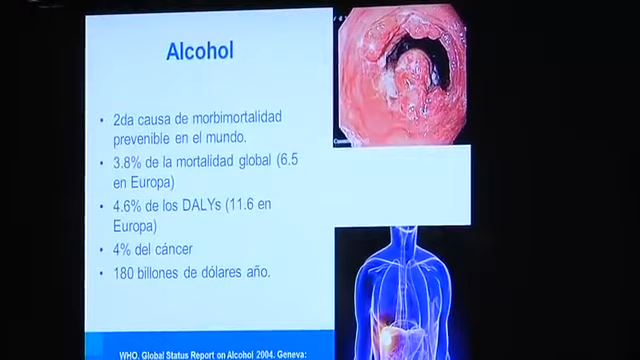 Alcohol
• 2da causa de morbimortalidad
prevenible en el mundo.
• 3.8% de la mortalidad global (6.5
en Europa)
• 4.6% de los DALYs (11.6 en
Europa)
• 4% del cáncer
• 180 billones de dólares año.
WHO. Global Status Report on Alcohol 2004. Geneva: